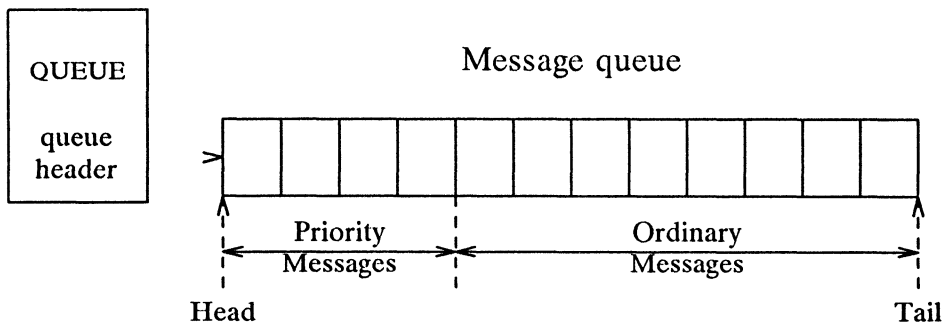 QUEUE
queue
header
Message queue
Priority
Messages
Ordinary
Messages
Head
Tail